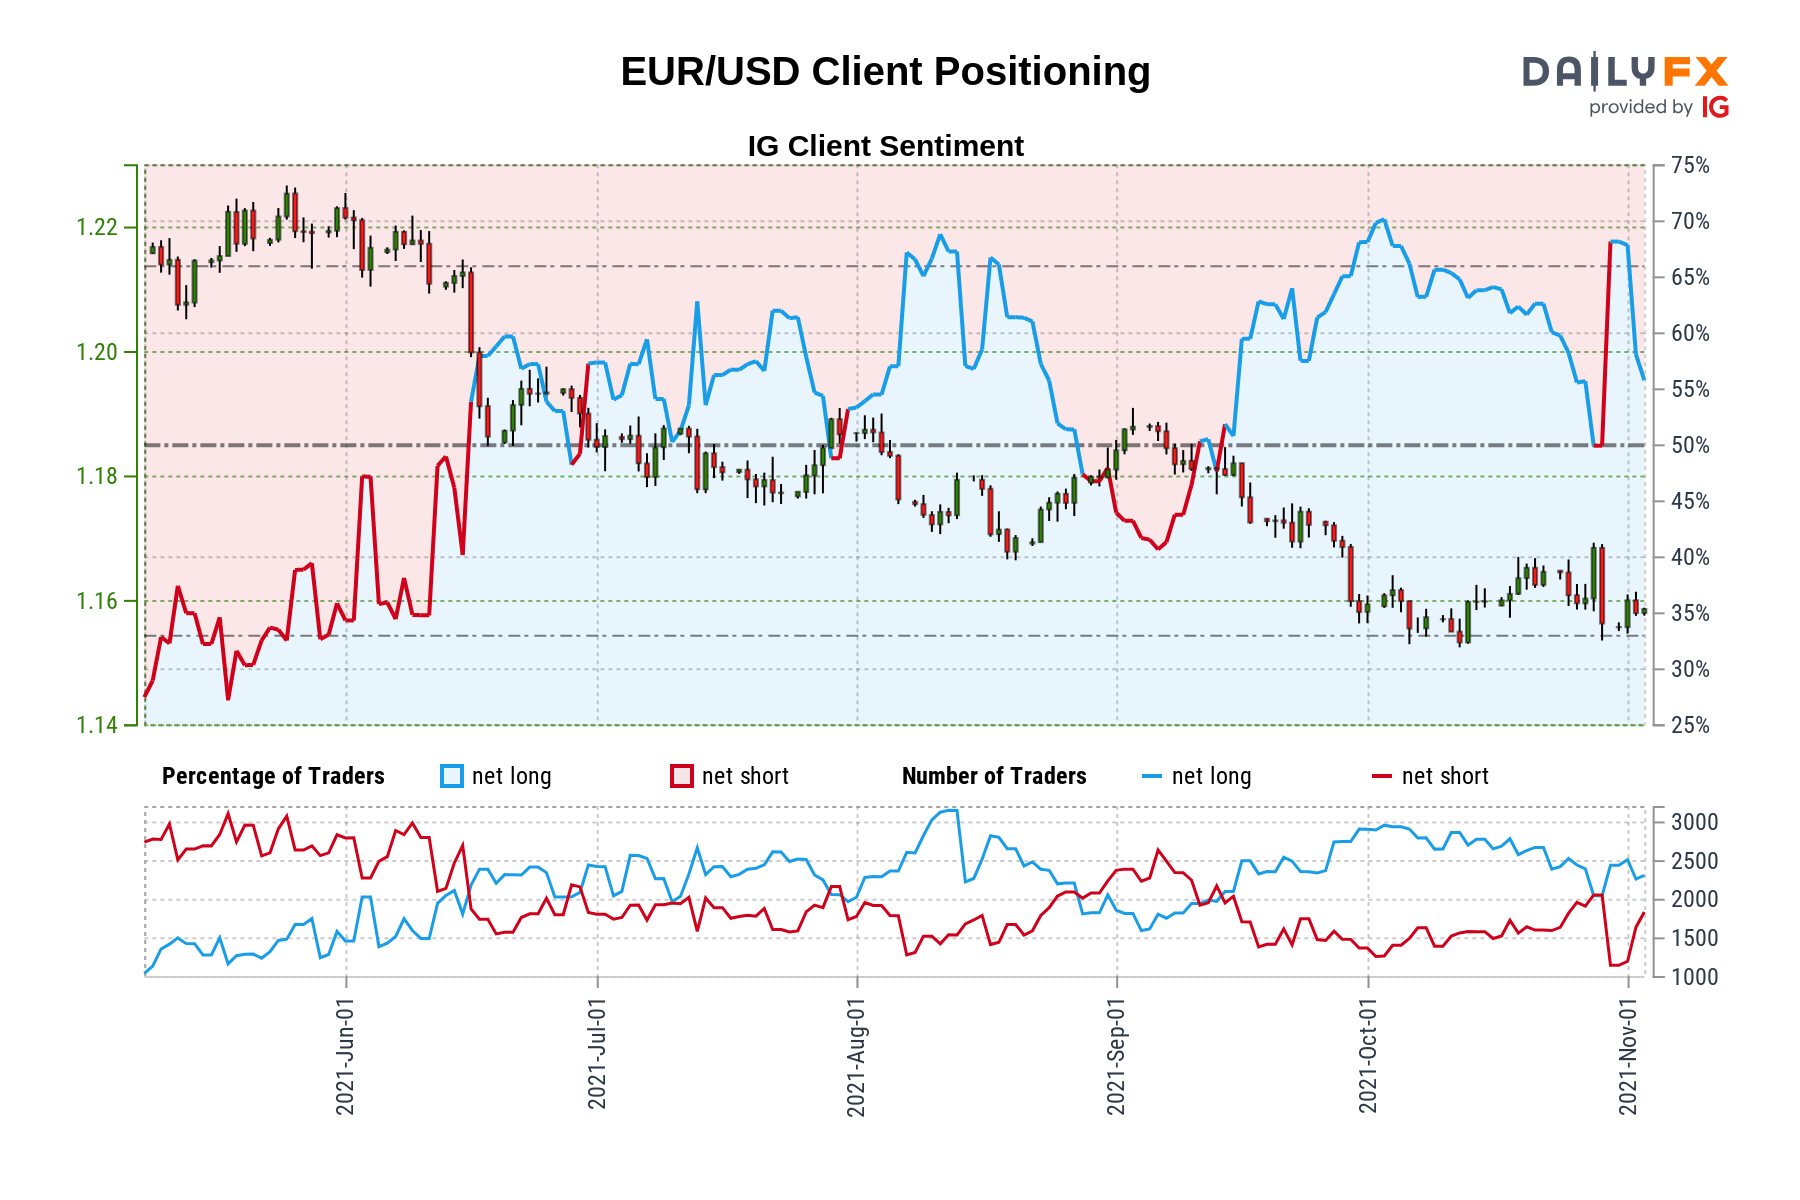 EUR/USD Client Positioning
DAILYFX
provided by IG
IG Client Sentiment
1.22
1.20
1.18
1.16
1.14
75%
70%
65%
60%
55%
50%
45%
40%
35%
30%
25%
Percentage of Traders net long net short Number of Traders net long net short
3000
2500
2000
1500
1000
2021-Jun-01
2021-Jul-01
2021-Aug-01
2021-Sep-01
2021-Oct-01
2021-Nov-01